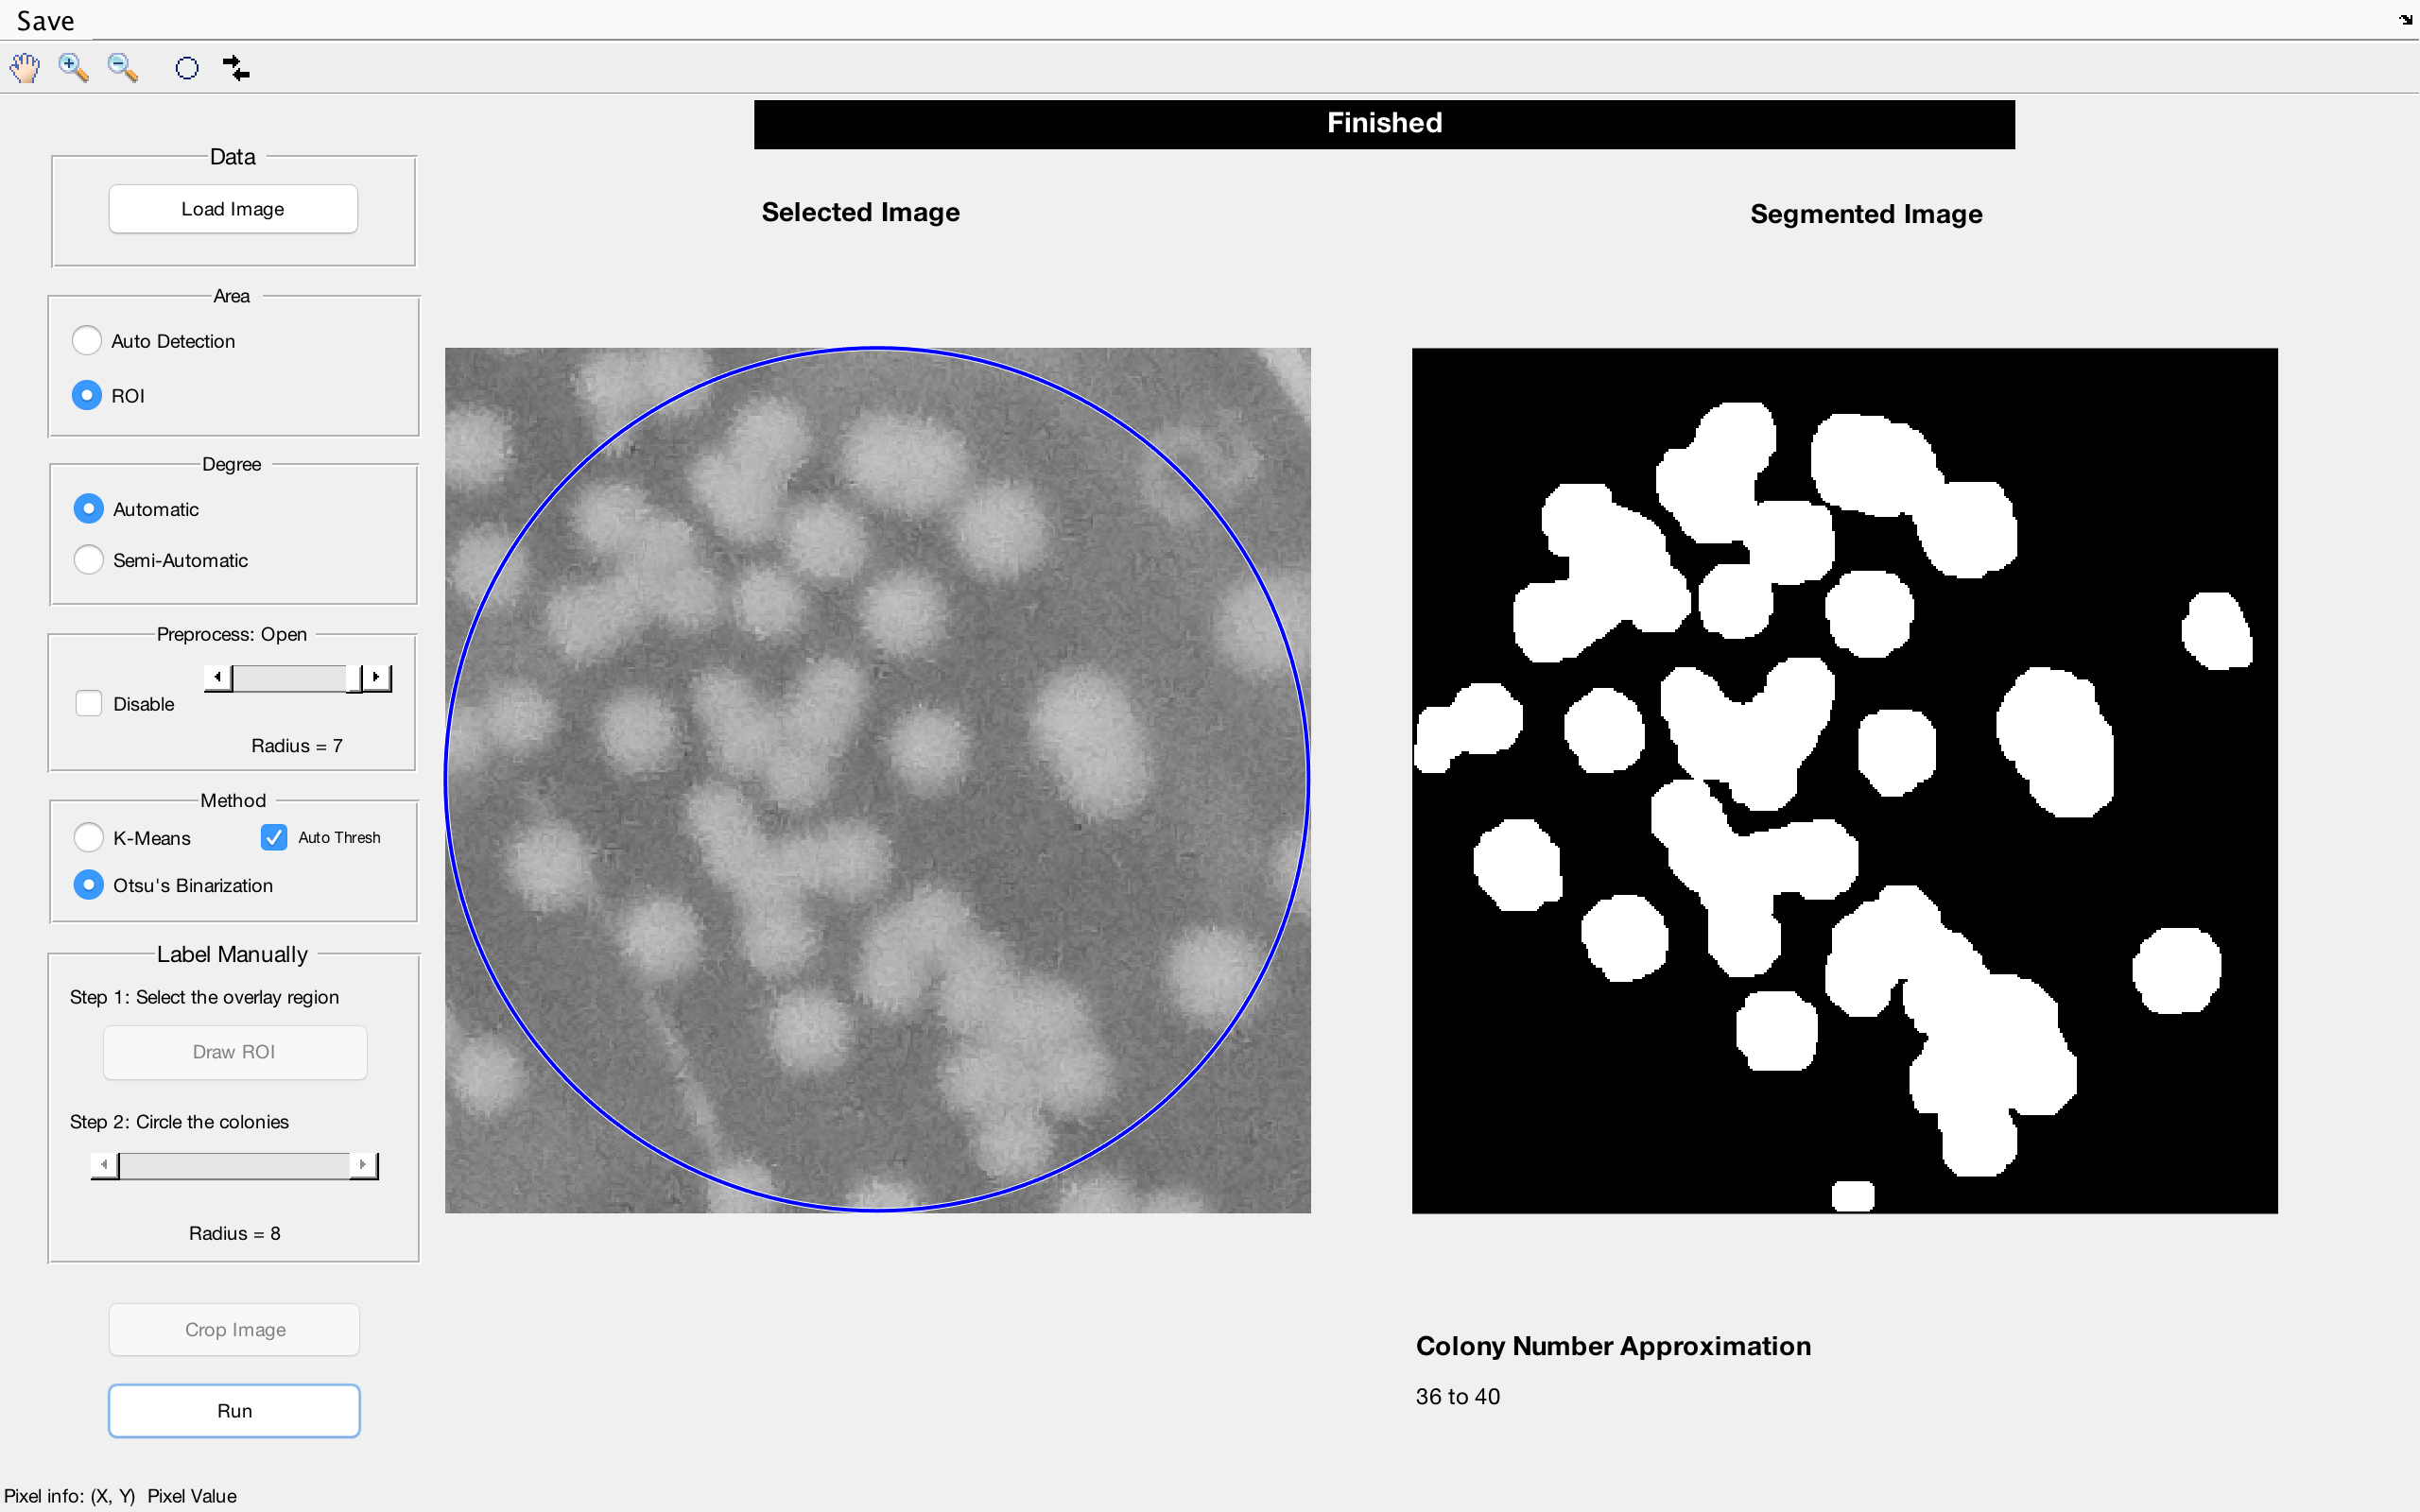 Save
Finished
Data
Load Image
Selected Image
Segmented Image
Area
Auto Detection
ROI
Degree
Automatic
Semi-Automatic
Preprocess: Open
Disable
Radius = 7
Method
K-Means
Auto Thresh
Otsu's Binarization
Label Manually
Step 1: Select the overlay region
Draw ROI
Step 2: Circle the colonies
Radius = 8
Crop Image
Run
Colony Number Approximation
36 to 40
Pixel info: (X, Y) Pixel Value